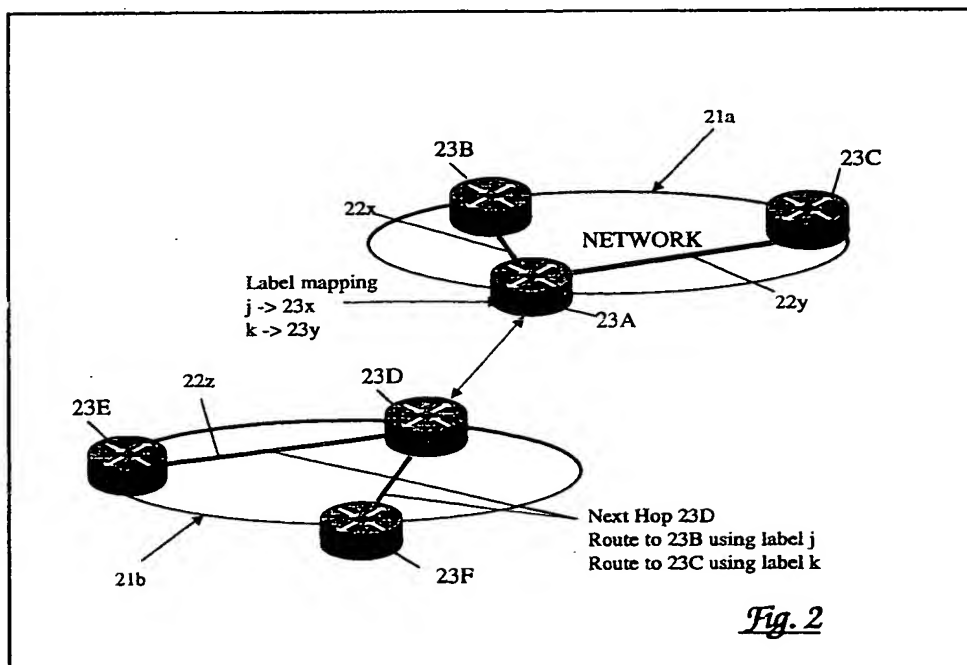 21a
23B
23C
22x
NETWORK
Label mapping
j -> 23x
k -> 23y
23A
22y
23D
22z
23E
Next Hop 23D
Route to 23B using label j
Route to 23C using label k
23F
21b
Fig. 2